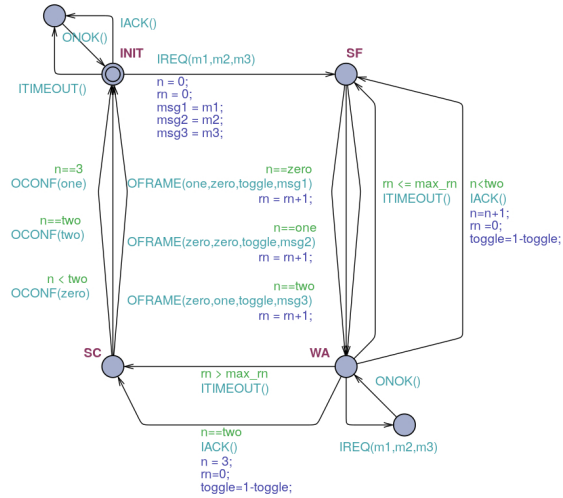 IACK()
ONOK()
INIT
IREQ(m1,m2,m3)
SF
ITIMEOUT()
n = 0;
rn = 0;
msg1 = m1;
msg2 = m2;
msg3 = m3;
n==3
OCONF(one)
n==zero
OFRAME(one,zero,toggle,msg1)
rn = rn+1;
rn <= max_rn
ITIMEOUT()
n<two
IACK()
n=n+1;
rn =0;
toggle=1-toggle;
n==two
OCONF(two)
n==one
OFRAME(zero,zero,toggle,msg2)
rn = rn+1;
n < two
OCONF(zero)
n==two
OFRAME(zero,one,toggle,msg3)
rn = rn+1;
SC
WA
rn > max_rn
ITIMEOUT()
ONOK()
n==two
IACK()
n = 3;
rn=0;
toggle=1-toggle;
IREQ(m1,m2,m3)